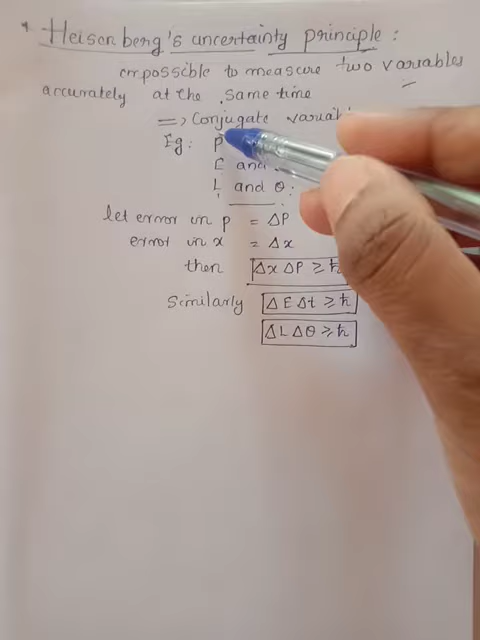 * Heisenberg's uncertainty principle :
impossible to measure two variables
accurately at the same time
=> Conjugate
Eg: P
E and
L and θ :
let error in p = ΔP
error in x = Δx
then Δx ΔP ≥ ħ
Similarly ΔE Δt ≥ ħ
ΔL Δθ ≥ ħ